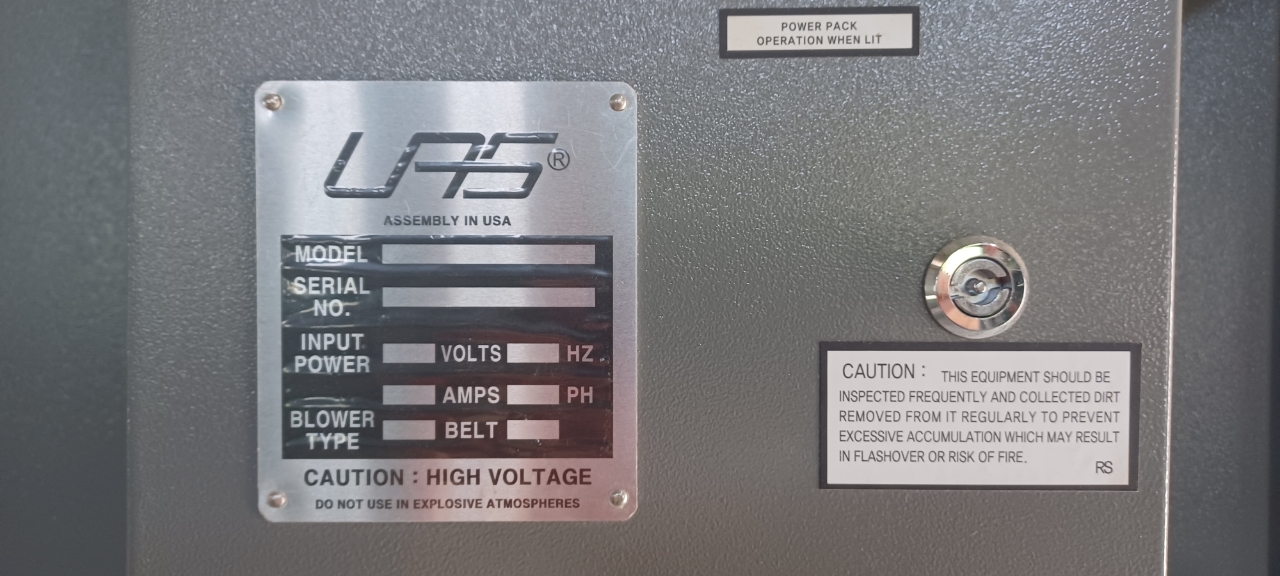 POWER PACK
OPERATION WHEN LIT
UAS®
ASSEMBLY IN USA
MODEL
SERIAL
NO.
INPUT
POWER
VOLTS HZ
AMPS PH
BLOWER
TYPE
BELT
CAUTION : HIGH VOLTAGE
DO NOT USE IN EXPLOSIVE ATMOSPHERES
CAUTION : THIS EQUIPMENT SHOULD BE
INSPECTED FREQUENTLY AND COLLECTED DIRT
REMOVED FROM IT REGULARLY TO PREVENT
EXCESSIVE ACCUMULATION WHICH MAY RESULT
IN FLASHOVER OR RISK OF FIRE.
RS